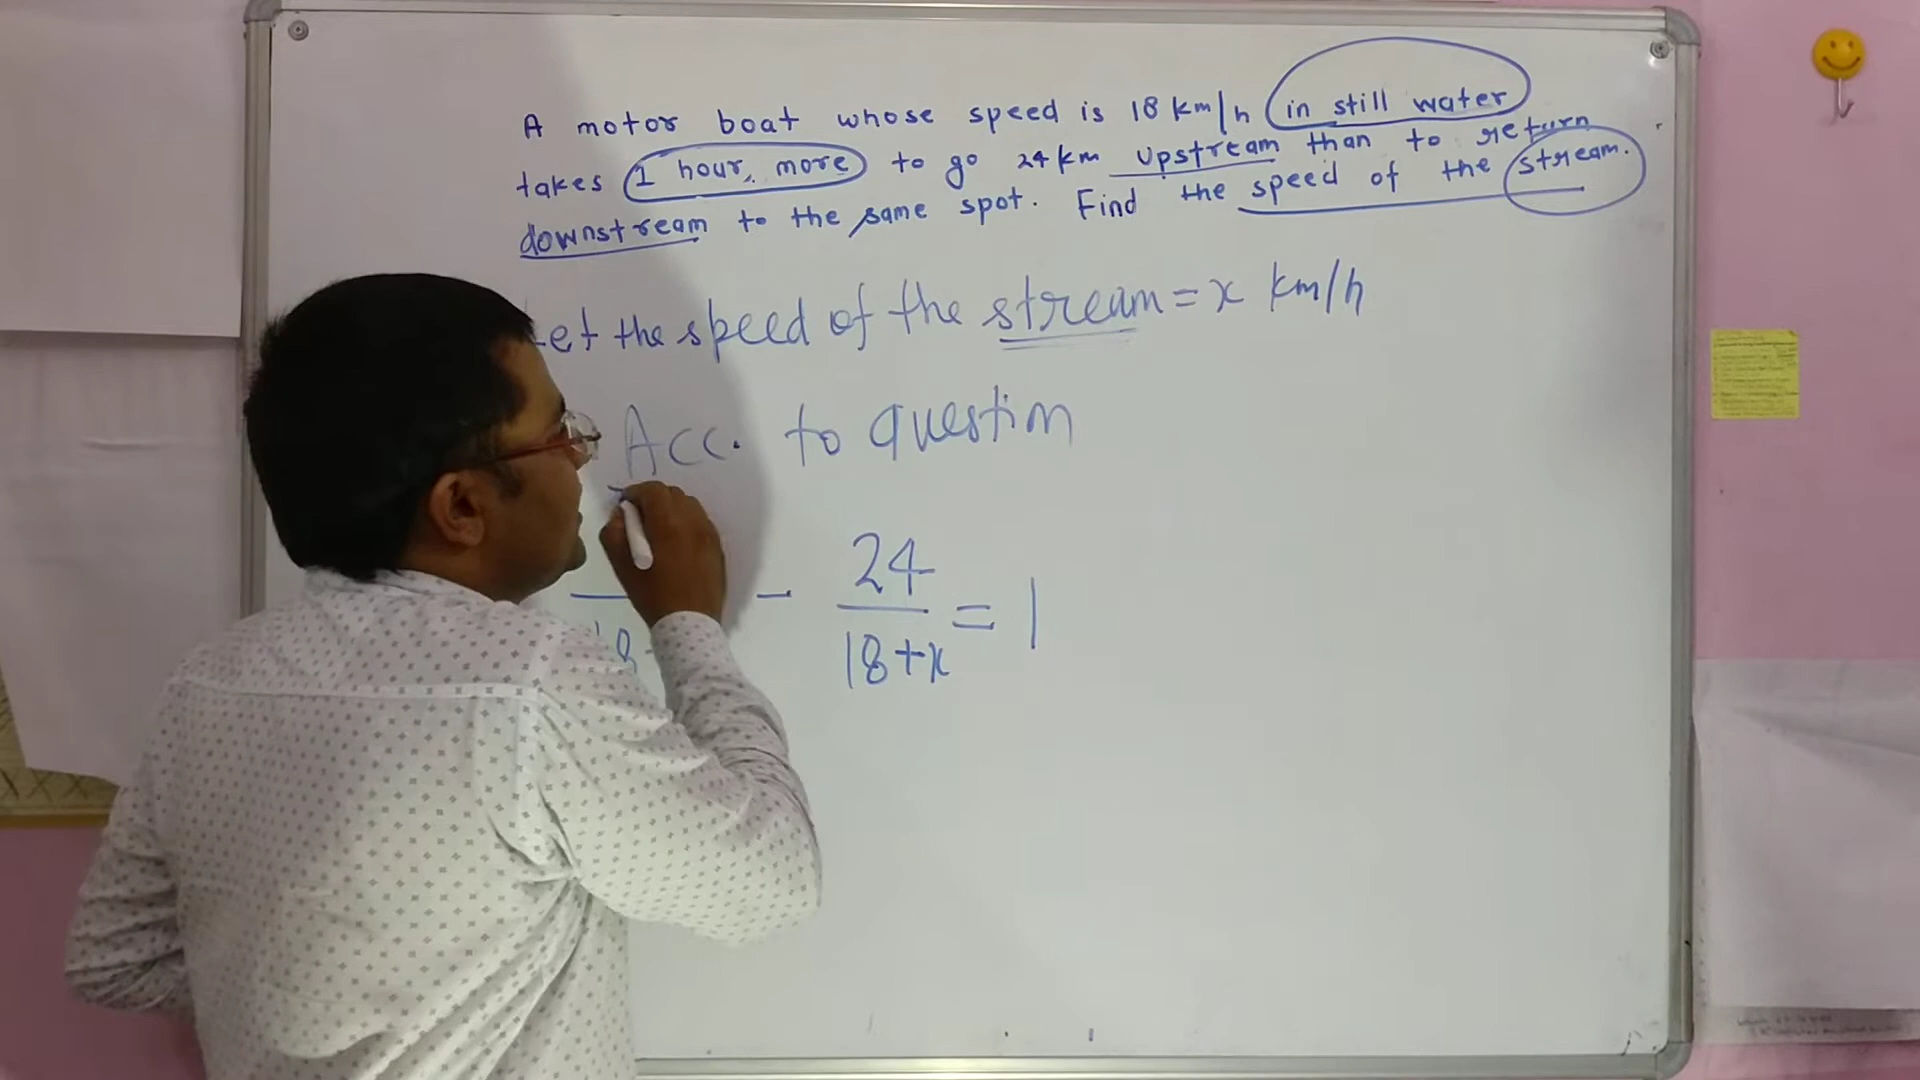 A motor boat whose speed is 18 km/h in still water
takes 1 hour, more to go 24 km upstream than to return
downstream to the same spot. Find the speed of the stream.
Let the speed of the stream = x km/h
Acc. to question
- 24/18+x = 1